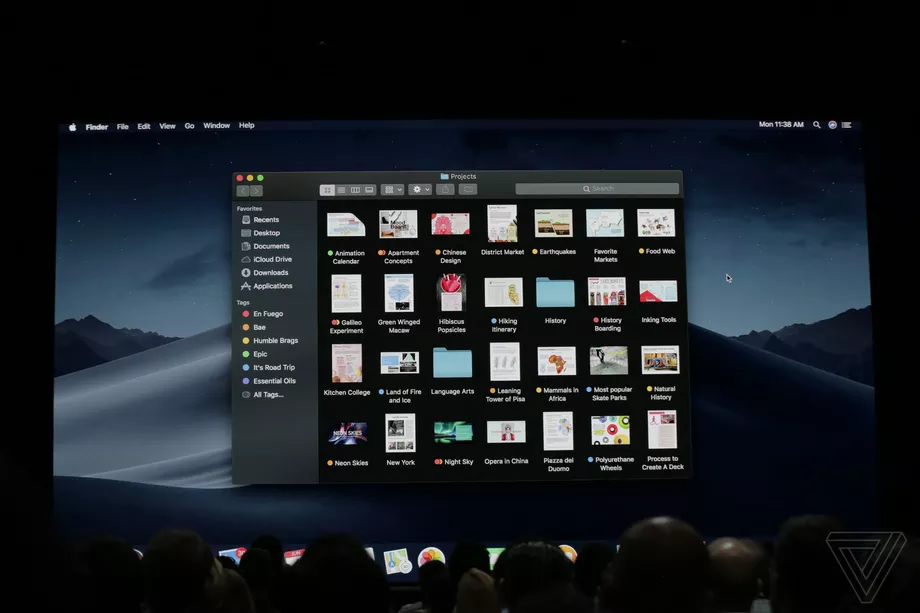 Finder File Edit View Go Window Help
Mon 11:38 AM
Projects
Search
Favorites
Recents
Desktop
Documents
iCloud Drive
Downloads
Applications
Tags
En Fuego
Bae
Humble Brags
Epic
It's Road Trip
Essential Oils
All Tags...
Animation
Calendar
Apartment
Concepts
Chinese
Design
District Market
Earthquakes
Favorite
Markets
Food Web
Galileo
Experiment
Green Winged
Macaw
Hibiscus
Popsicles
Hiking
Itinerary
History
History
Boarding
Inking Tools
Kitchen College
Land of Fire
and Ice
Language Arts
Leaning
Tower of Pisa
Mammals in
Africa
Most popular
Skate Parks
Natural
History
Neon Skies
New York
Night Sky
Opera in China
Piazza del
Duomo
Polyurethane
Wheels
Process to
Create A Deck
Mood
Board
NEON SKIES